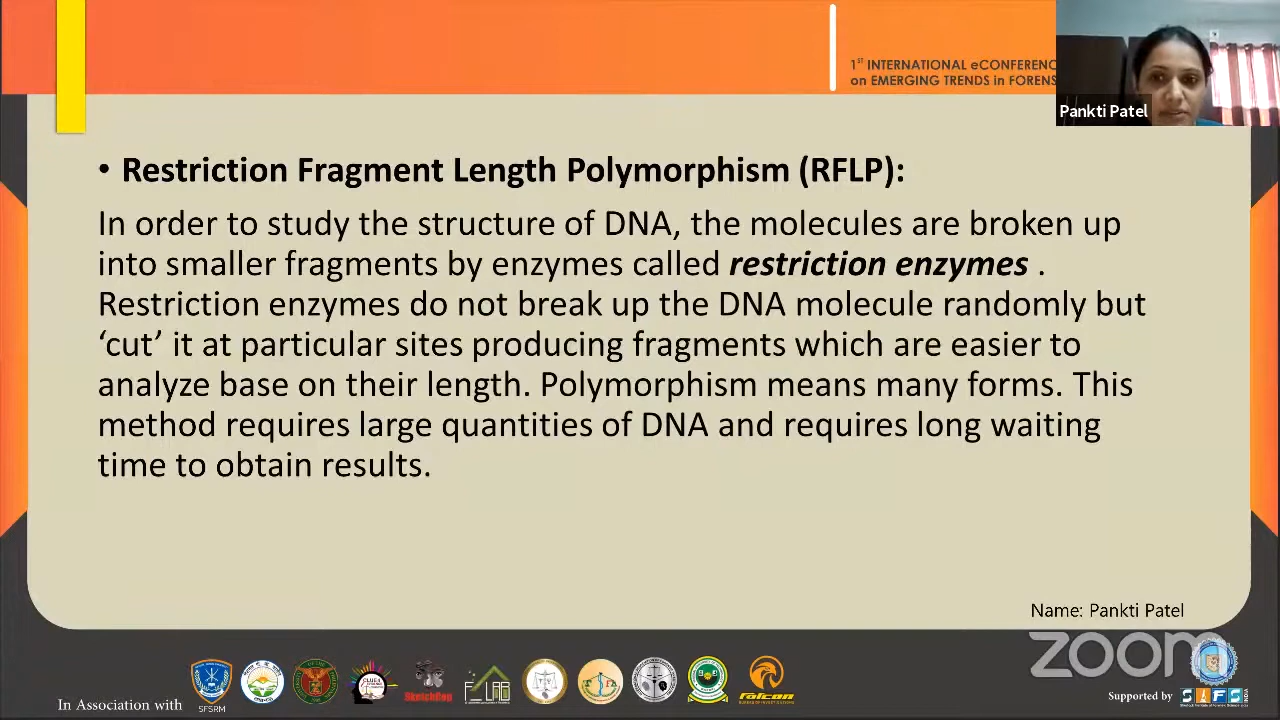 1ST INTERNATIONAL eCONFERENC
on EMERGING TRENDS in FORENS
Pankti Patel
• Restriction Fragment Length Polymorphism (RFLP):
In order to study the structure of DNA, the molecules are broken up
into smaller fragments by enzymes called restriction enzymes .
Restriction enzymes do not break up the DNA molecule randomly but
‘cut’ it at particular sites producing fragments which are easier to
analyze base on their length. Polymorphism means many forms. This
method requires large quantities of DNA and requires long waiting
time to obtain results.
Name: Pankti Patel
zoom
In Association with
SFSRM
SketchCop
F LAB
Falcon
Supported by
SIFS